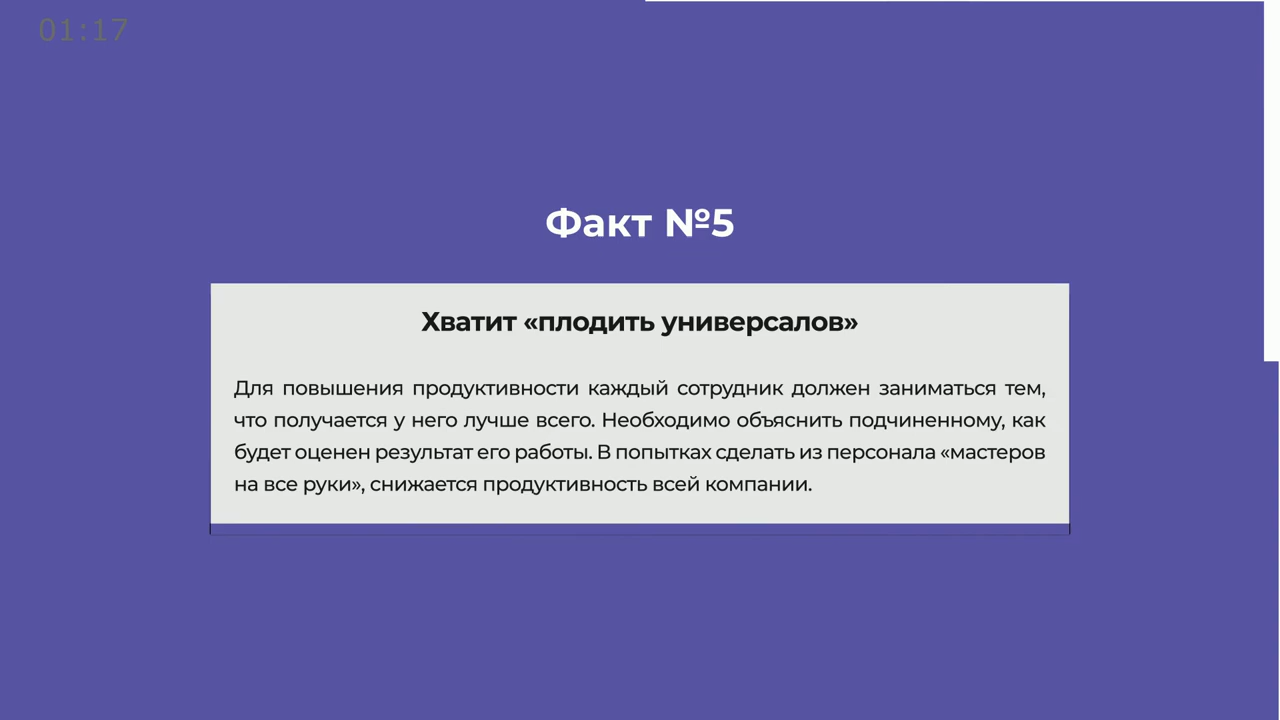 01:17
Факт №5
Хватит «плодить универсалов»
Для повышения продуктивности каждый сотрудник должен заниматься тем,
что получается у него лучше всего. Необходимо объяснить подчиненному, как
будет оценен результат его работы. В попытках сделать из персонала «мастеров
на все руки», снижается продуктивность всей компании.